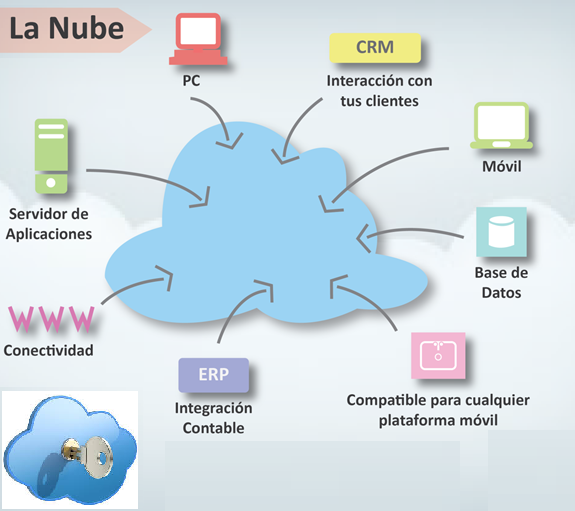 La Nube
PC
CRM
Interacción con
tus clientes
Móvil
Servidor de
Aplicaciones
Base de
Datos
WWW
Conectividad
ERP
Integración
Contable
Compatible para cualquier
plataforma móvil